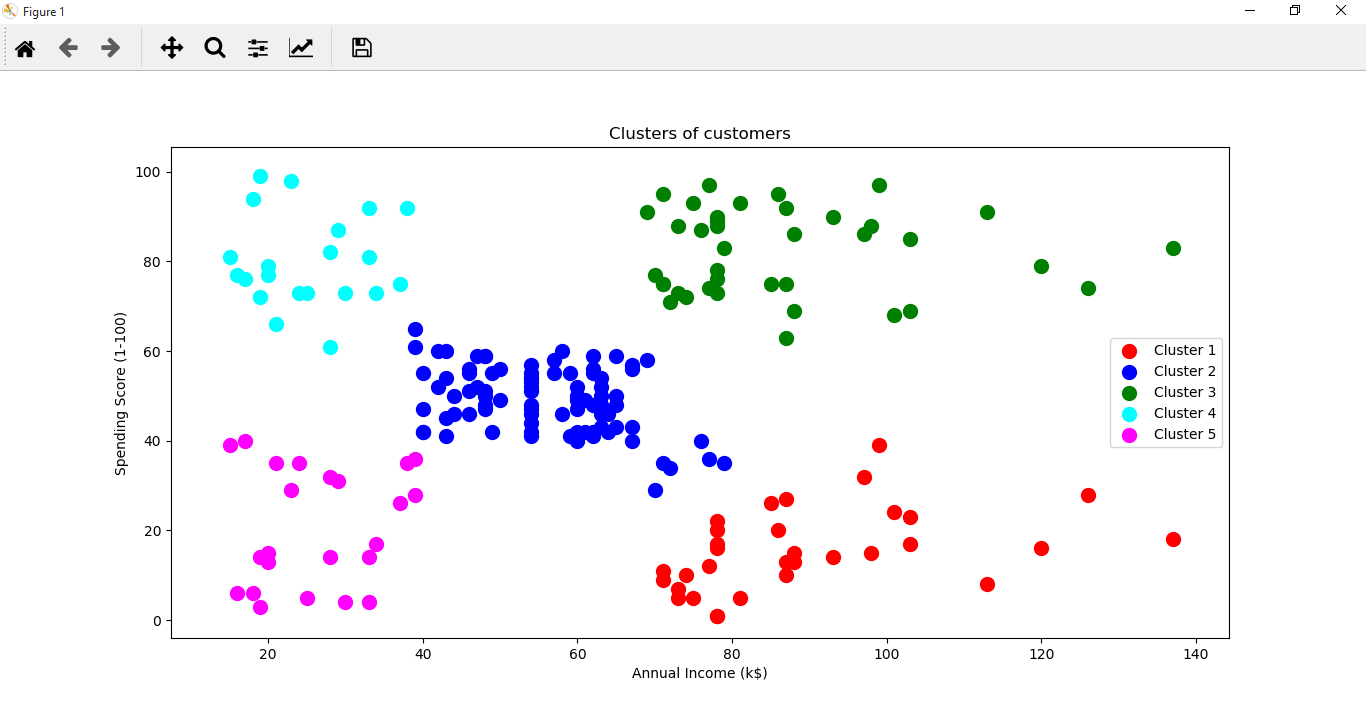 Figure 1
Clusters of customers
100
80
60
40
20
0
Spending Score (1-100)
Cluster 1
Cluster 2
Cluster 3
Cluster 4
Cluster 5
20 40 60 80 100 120 140
Annual Income (k$)